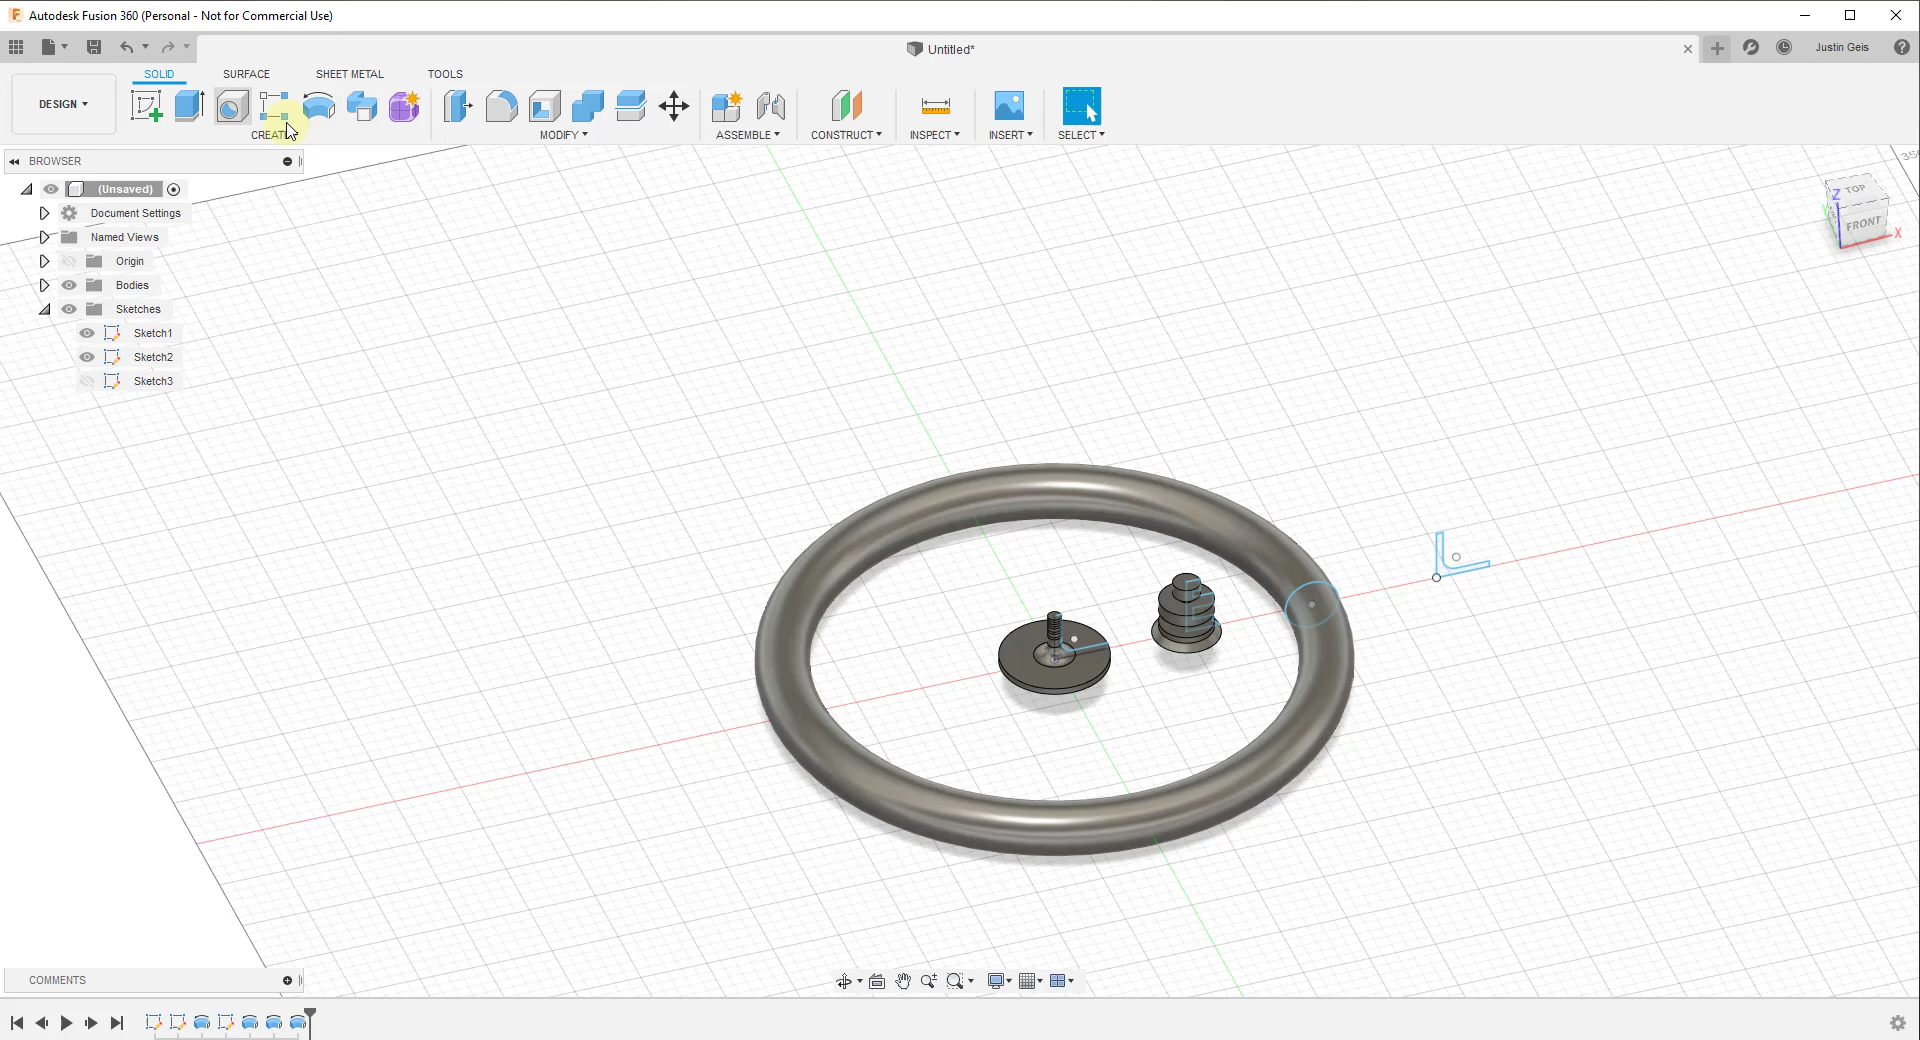 Autodesk Fusion 360 (Personal - Not for Commercial Use)
Untitled*
Justin Geis
SOLID SURFACE SHEET METAL TOOLS
DESIGN
CREATE MODIFY ASSEMBLE CONSTRUCT INSPECT INSERT SELECT
BROWSER
(Unsaved)
Document Settings
Named Views
Origin
Bodies
Sketches
Sketch1
Sketch2
Sketch3
TOP
Z
FRONT
X
COMMENTS